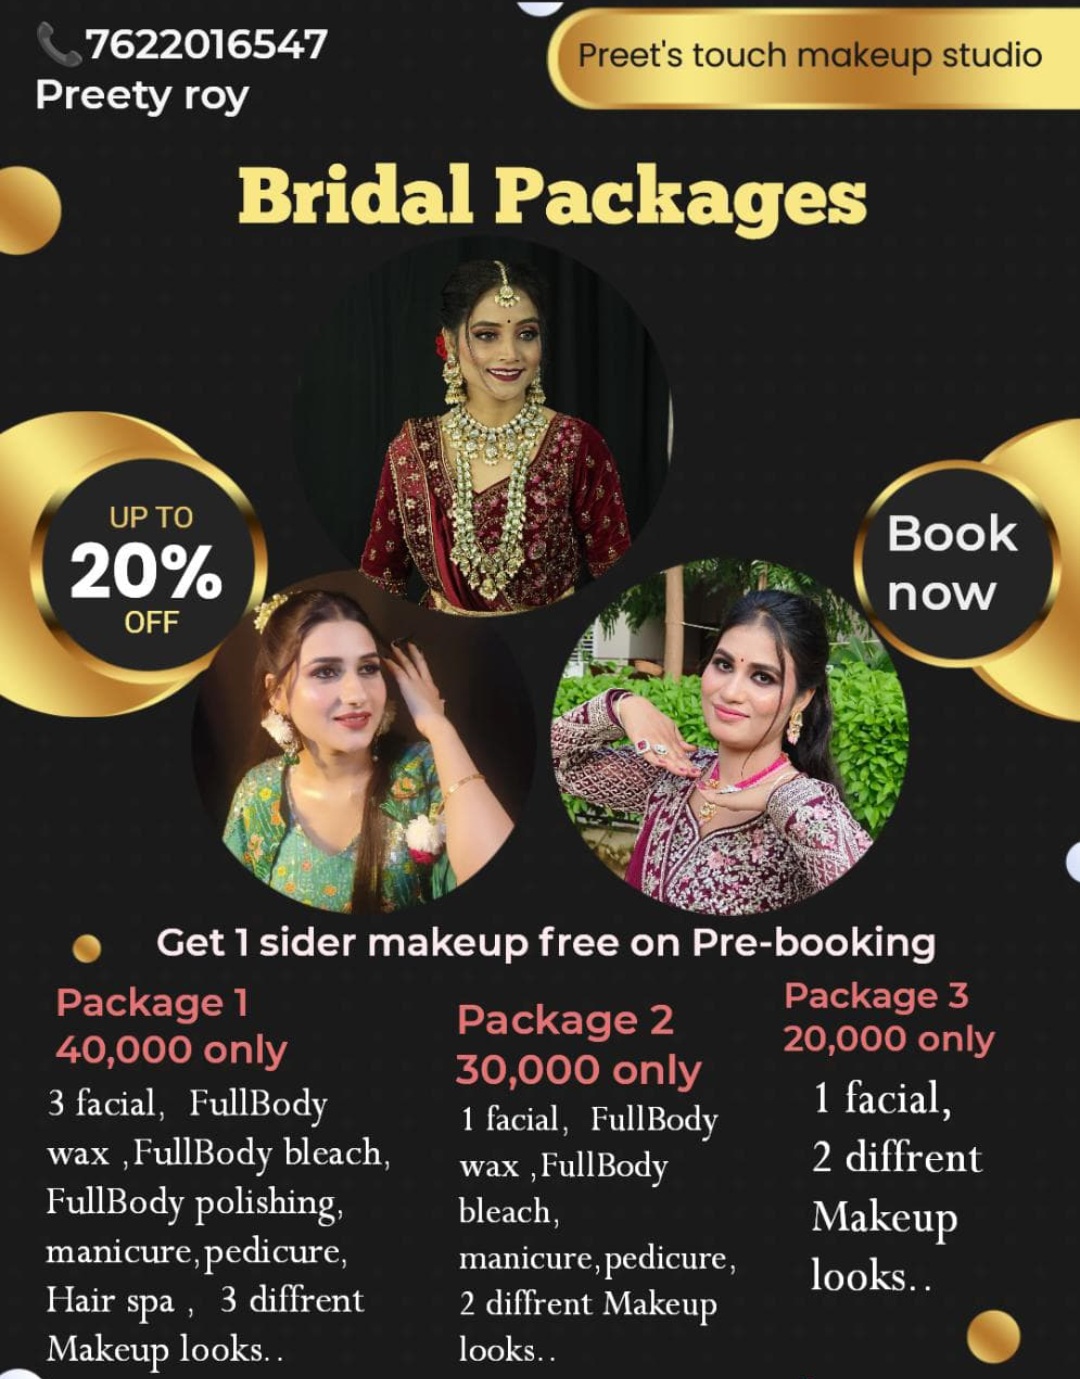 📞7622016547
Preety roy
Preet's touch makeup studio
Bridal Packages
UP TO
20%
OFF
Book
now
Get 1 sider makeup free on Pre-booking
Package 1
40,000 only
3 facial, FullBody
wax ,FullBody bleach,
FullBody polishing,
manicure,pedicure,
Hair spa , 3 diffrent
Makeup looks..
Package 2
30,000 only
1 facial, FullBody
wax ,FullBody
bleach,
manicure,pedicure,
2 diffrent Makeup
looks..
Package 3
20,000 only
1 facial,
2 diffrent
Makeup
looks..